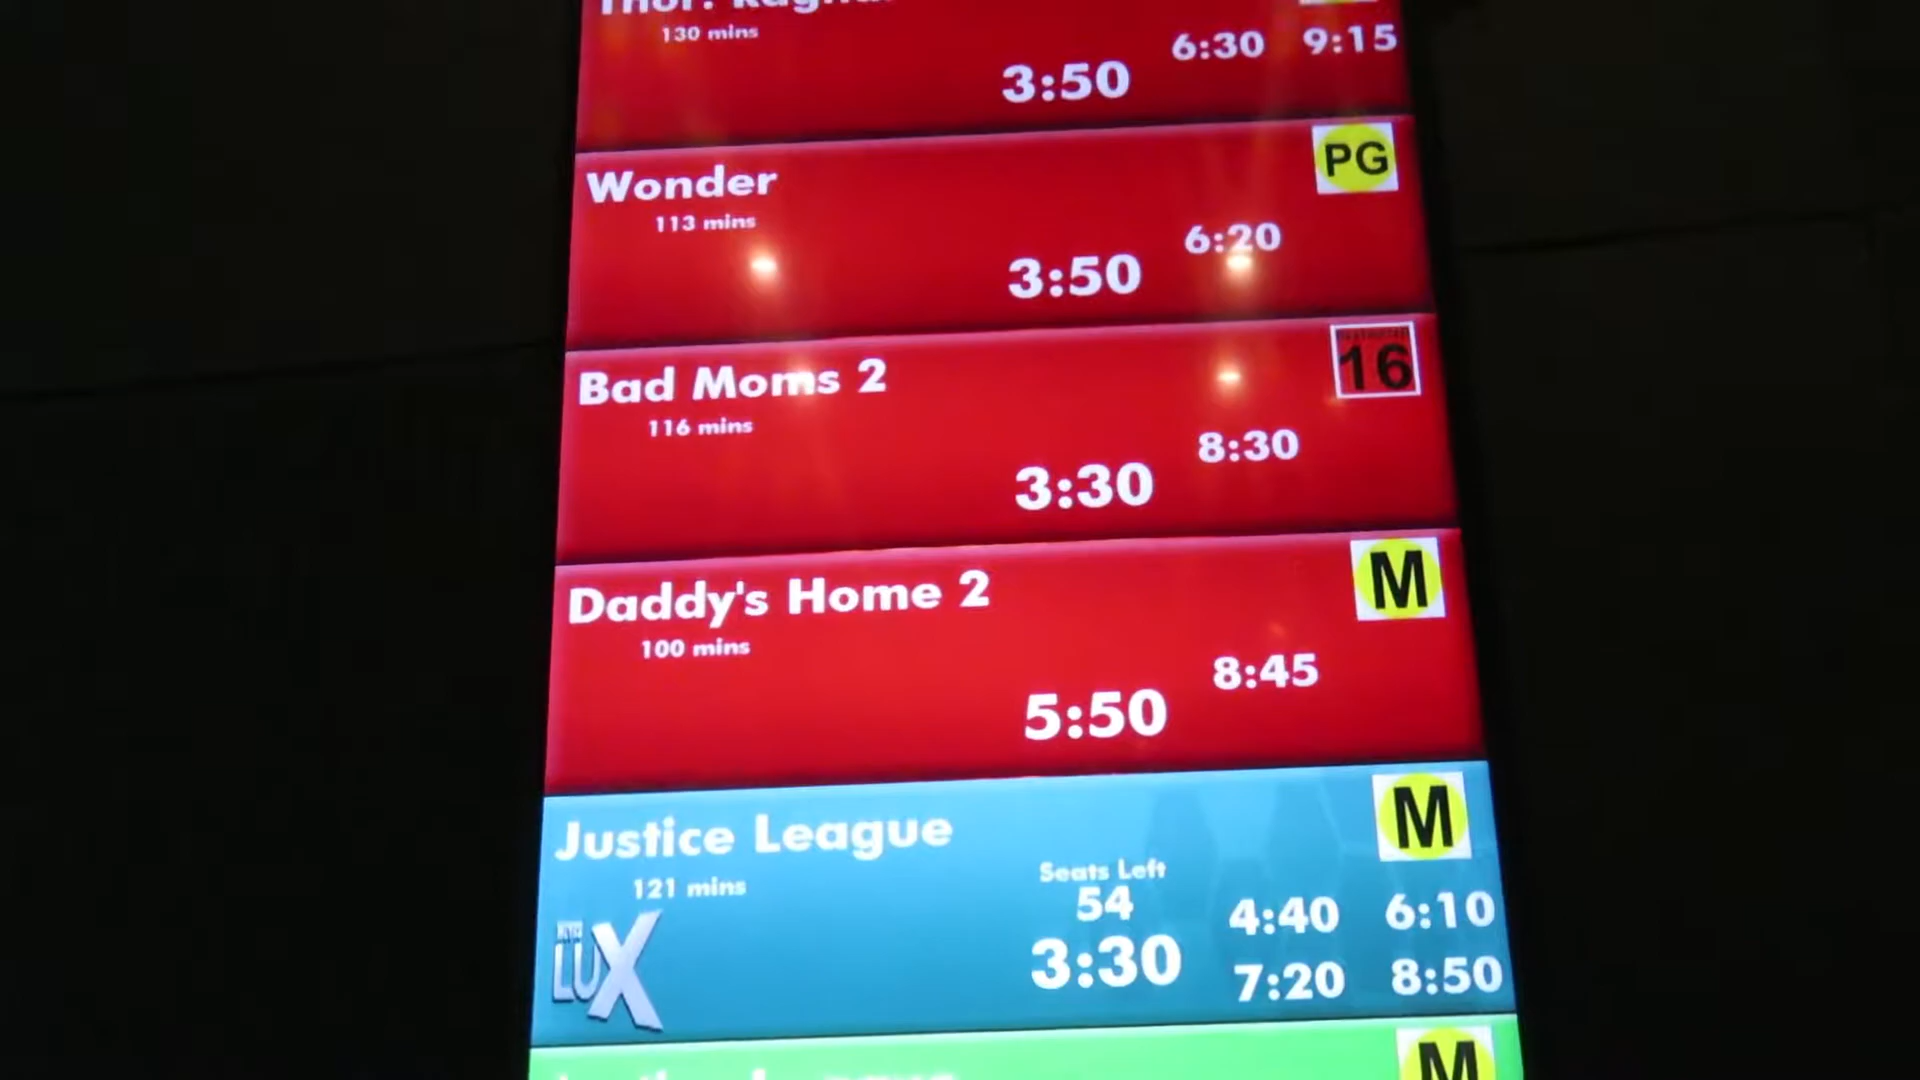 Thor: Ragnar
130 mins
3:50 6:30 9:15
Wonder PG
113 mins
3:50 6:20
Bad Moms 2 16
116 mins
3:30 8:30
Daddy's Home 2 M
100 mins
5:50 8:45
Justice League M
121 mins
Seats Left
54
LUX
3:30 4:40 6:10
7:20 8:50
M